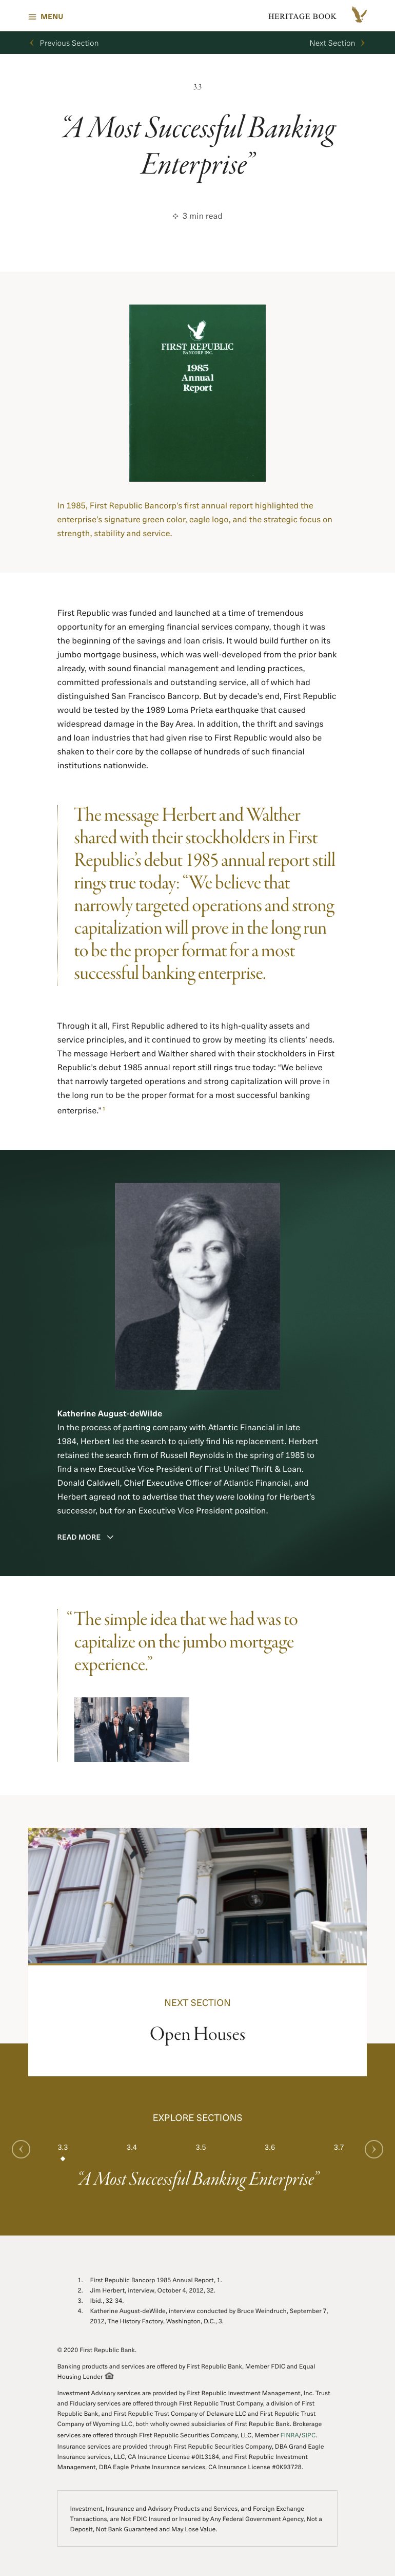 MENU
HERITAGE BOOK
Previous Section
Next Section
3.3
“A Most Successful Banking
Enterprise”
3 min read
FIRST REPUBLIC
BANCORP INC.
1985
Annual
Report
In 1985, First Republic Bancorp’s first annual report highlighted the
enterprise’s signature green color, eagle logo, and the strategic focus on
strength, stability and service.
First Republic was funded and launched at a time of tremendous
opportunity for an emerging financial services company, though it was
the beginning of the savings and loan crisis. It would build further on its
jumbo mortgage business, which was well-developed from the prior bank
already, with sound financial management and lending practices,
committed professionals and outstanding service, all of which had
distinguished San Francisco Bancorp. But by decade’s end, First Republic
would be tested by the 1989 Loma Prieta earthquake that caused
widespread damage in the Bay Area. In addition, the thrift and savings
and loan industries that had given rise to First Republic would also be
shaken to their core by the collapse of hundreds of such financial
institutions nationwide.
The message Herbert and Walther
shared with their stockholders in First
Republic’s debut 1985 annual report still
rings true today: “We believe that
narrowly targeted operations and strong
capitalization will prove in the long run
to be the proper format for a most
successful banking enterprise.
Through it all, First Republic adhered to its high-quality assets and
service principles, and it continued to grow by meeting its clients’ needs.
The message Herbert and Walther shared with their stockholders in First
Republic’s debut 1985 annual report still rings true today: “We believe
that narrowly targeted operations and strong capitalization will prove in
the long run to be the proper format for a most successful banking
enterprise.” 1
Katherine August-deWilde
In the process of parting company with Atlantic Financial in late
1984, Herbert led the search to quietly find his replacement. Herbert
retained the search firm of Russell Reynolds in the spring of 1985 to
find a new Executive Vice President of First United Thrift & Loan.
Donald Caldwell, Chief Executive Officer of Atlantic Financial, and
Herbert agreed not to advertise that they were looking for Herbert’s
successor, but for an Executive Vice President position.
READ MORE
“The simple idea that we had was to
capitalize on the jumbo mortgage
experience.”
70
NEXT SECTION
Open Houses
EXPLORE SECTIONS
3.3
3.4
3.5
3.6
3.7
“A Most Successful Banking Enterprise”
1. First Republic Bancorp 1985 Annual Report, 1.
2. Jim Herbert, interview, October 4, 2012, 32.
3. Ibid., 32-34.
4. Katherine August-deWilde, interview conducted by Bruce Weindruch, September 7,
2012, The History Factory, Washington, D.C., 3.
© 2020 First Republic Bank.
Banking products and services are offered by First Republic Bank, Member FDIC and Equal
Housing Lender
Investment Advisory services are provided by First Republic Investment Management, Inc. Trust
and Fiduciary services are offered through First Republic Trust Company, a division of First
Republic Bank, and First Republic Trust Company of Delaware LLC and First Republic Trust
Company of Wyoming LLC, both wholly owned subsidiaries of First Republic Bank. Brokerage
services are offered through First Republic Securities Company, LLC, Member FINRA/SIPC.
Insurance services are provided through First Republic Securities Company, DBA Grand Eagle
Insurance services, LLC, CA Insurance License #0I13184, and First Republic Investment
Management, DBA Eagle Private Insurance services, CA Insurance License #0K93728.
Investment, Insurance and Advisory Products and Services, and Foreign Exchange
Transactions, are Not FDIC Insured or Insured by Any Federal Government Agency, Not a
Deposit, Not Bank Guaranteed and May Lose Value.